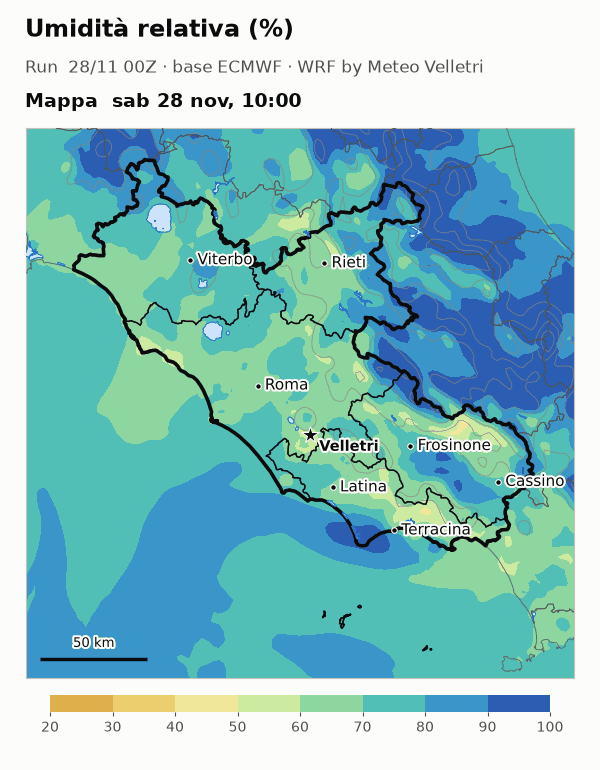 Umidità relativa (%)
Run  28/11 00Z · base ECMWF · WRF by Meteo Velletri
Mappa  sab 28 nov, 10:00
Viterbo
Rieti
Roma
Velletri
Frosinone
Cassino
Latina
Terracina
50 km
20 30 40 50 60 70 80 90 100